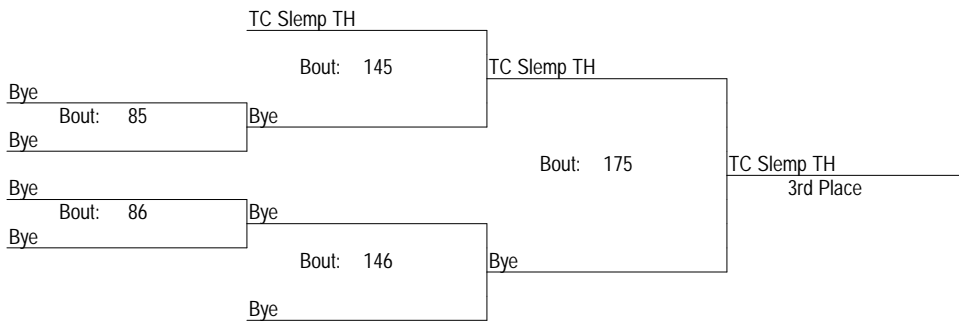 TC Slemp TH
Bout: 145
TC Slemp TH
Bye
Bout: 85
Bye
Bye
Bout: 175
TC Slemp TH
3rd Place
Bye
Bout: 86
Bye
Bye
Bout: 146
Bye
Bye